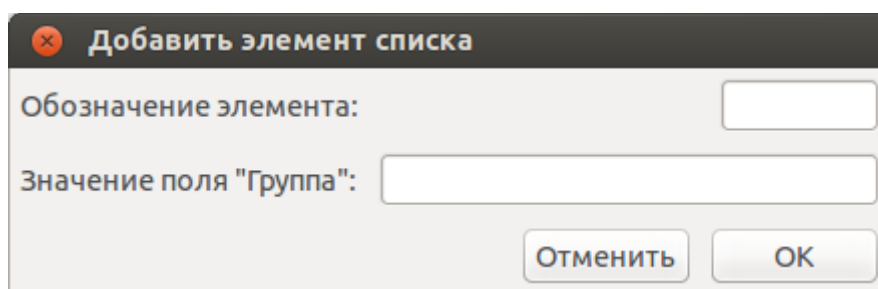 Добавить элемент списка
Обозначение элемента:
Значение поля "Группа":
Отменить
OK